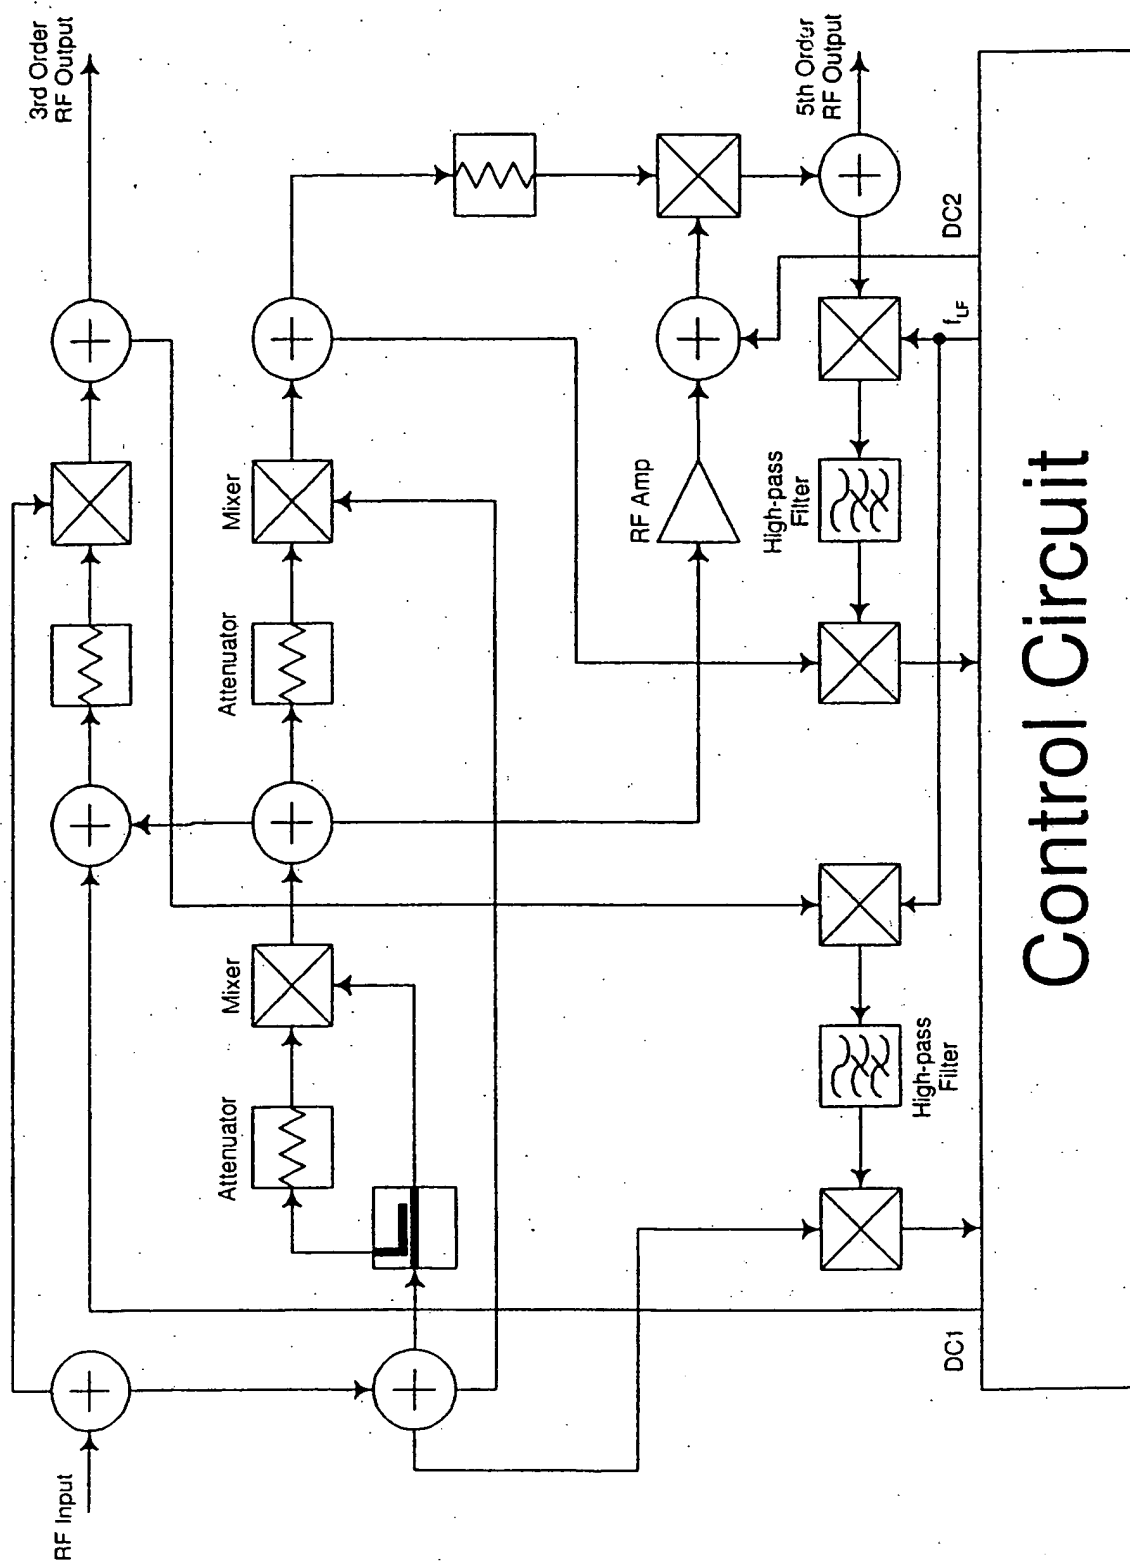 3rd Order
RF Output
5th Order
RF Output
Mixer
Attenuator
Mixer
Attenuator
RF Amp
High-pass
Filter
High-pass
Filter
DC2
fLF
DC1
RF Input
Control Circuit